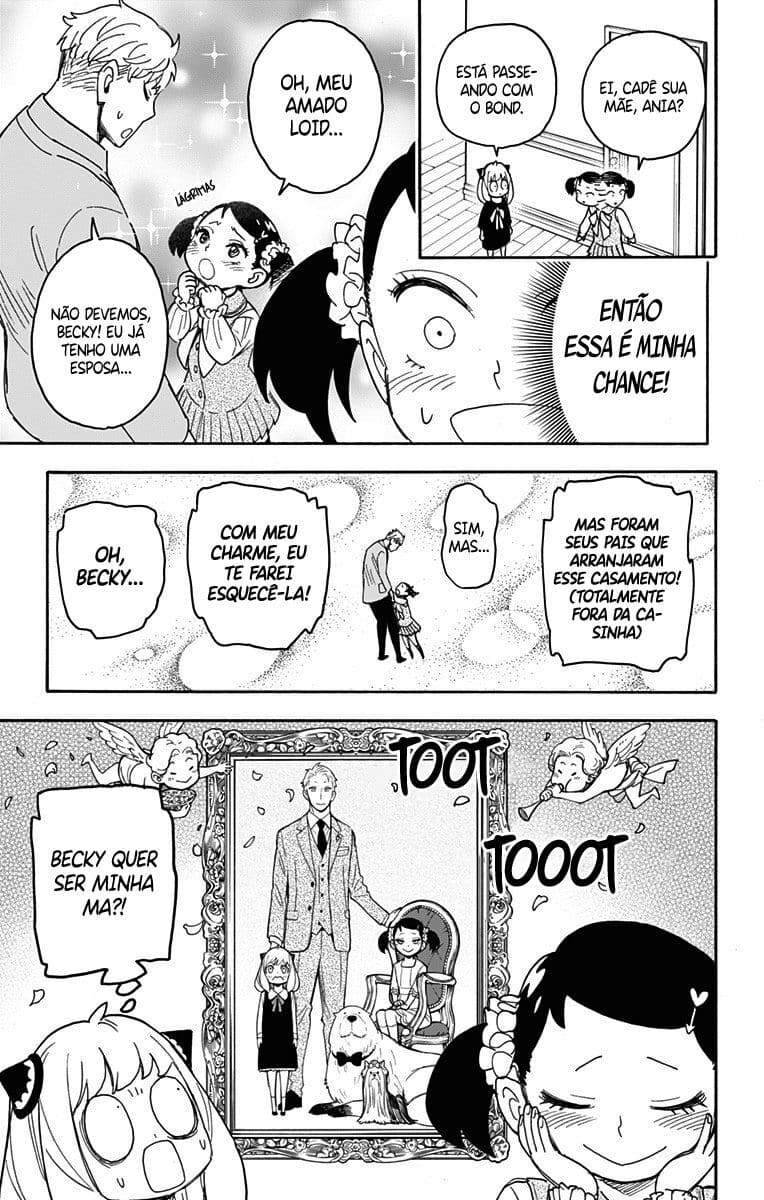 EI, CADÊ SUA
MÃE, ANIA?
ESTÁ PASSE-
ANDO COM
O BOND.
ENTÃO
ESSA É MINHA
CHANCE!
OH, MEU
AMADO
LOID...
LÁGRIMAS
NÃO DEVEMOS,
BECKY! EU JÁ
TENHO UMA
ESPOSA...
MAS FORAM
SEUS PAIS QUE
ARRANJARAM
ESSE CASAMENTO!
(TOTALMENTE
FORA DA CA-
SINHA)
SIM,
MAS...
COM MEU
CHARME, EU
TE FAREI
ESQUECÊ-LA!
OH,
BECKY...
TOOT
TOOOT
BECKY QUER
SER MINHA
MA?!